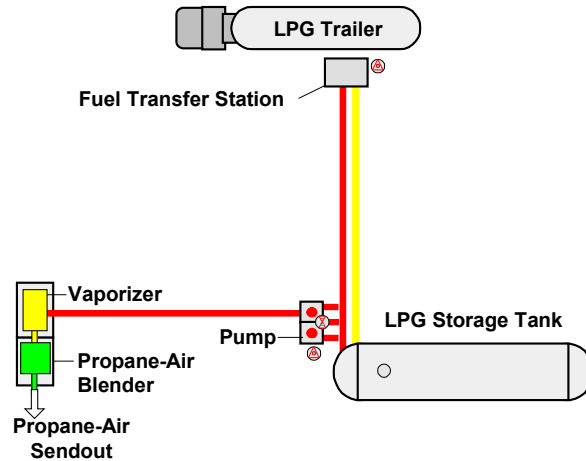 LPG Trailer
Fuel Transfer Station
Vaporizer
LPG Storage Tank
Pump
Propane-Air
Blender
Propane-Air
Sendout